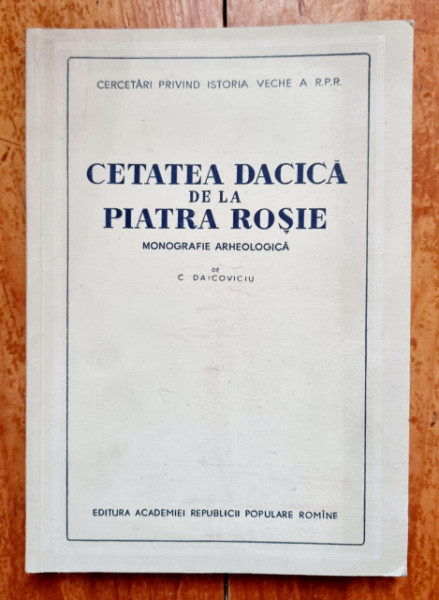 CERCETĂRI PRIVIND ISTORIA VECHE A R.P.R.
CETATEA DACICĂ
DE LA
PIATRA ROȘIE
MONOGRAFIE ARHEOLOGICĂ
DE
C DAICOVICIU
EDITURA ACADEMIEI REPUBLICII POPULARE ROMÎNE